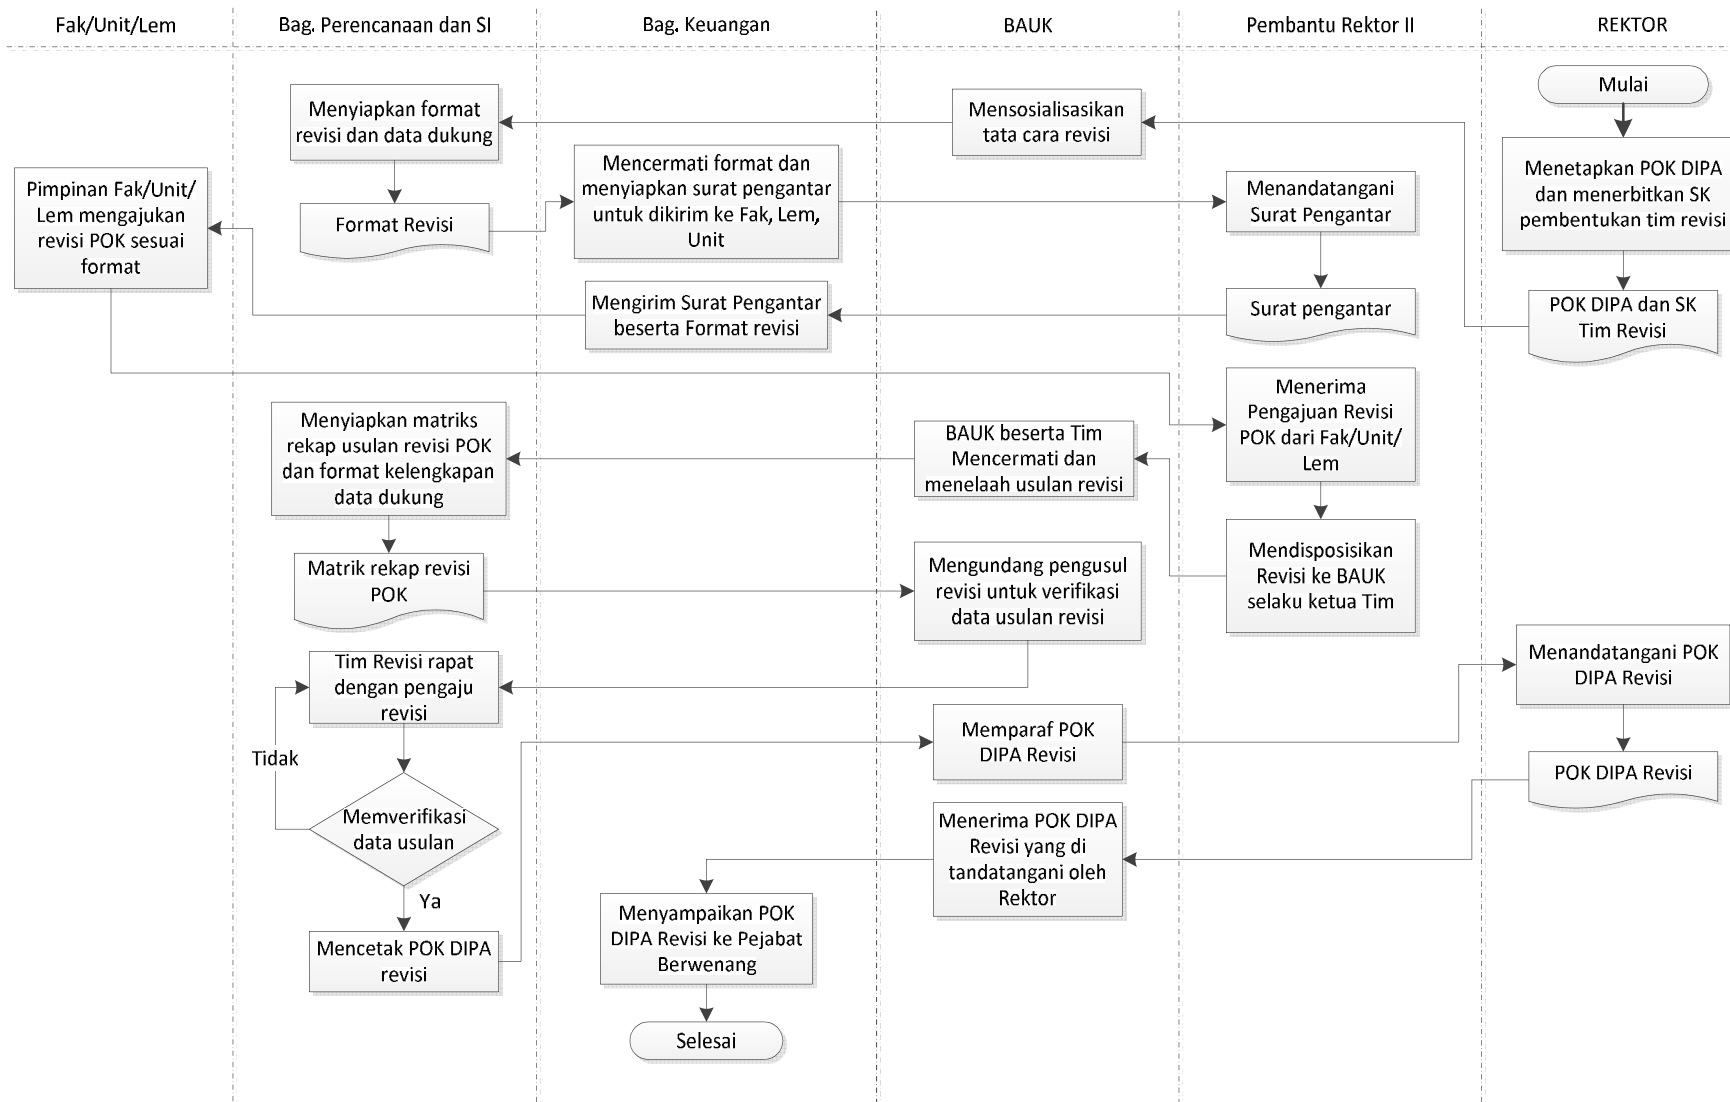 Fak/Unit/Lem
Bag. Perencanaan dan SI
Bag. Keuangan
BAUK
Pembantu Rektor II
REKTOR
Mulai
Menetapkan POK DIPA
dan menerbitkan SK
pembentukan tim revisi
POK DIPA dan SK
Tim Revisi
Mensosialisasikan
tata cara revisi
Menyiapkan format
revisi dan data dukung
Format Revisi
Mencermati format dan
menyiapkan surat pengantar
untuk dikirim ke Fak, Lem,
Unit
Menandatangani
Surat Pengantar
Surat pengantar
Mengirim Surat Pengantar
beserta Format revisi
Pimpinan Fak/Unit/
Lem mengajukan
revisi POK sesuai
format
Menerima
Pengajuan Revisi
POK dari Fak/Unit/
Lem
Mendisposisikan
Revisi ke BAUK
selaku ketua Tim
BAUK beserta Tim
Mencermati dan
menelaah usulan revisi
Menyiapkan matriks
rekap usulan revisi POK
dan format kelengkapan
data dukung
Matrik rekap revisi
POK
Mengundang pengusul
revisi untuk verifikasi
data usulan revisi
Tim Revisi rapat
dengan pengaju
revisi
Tidak
Memverifikasi
data usulan
Ya
Mencetak POK DIPA
revisi
Memparaf POK
DIPA Revisi
Menandatangani POK
DIPA Revisi
POK DIPA Revisi
Menerima POK DIPA
Revisi yang di
tandatangani oleh
Rektor
Menyampaikan POK
DIPA Revisi ke Pejabat
Berwenang
Selesai